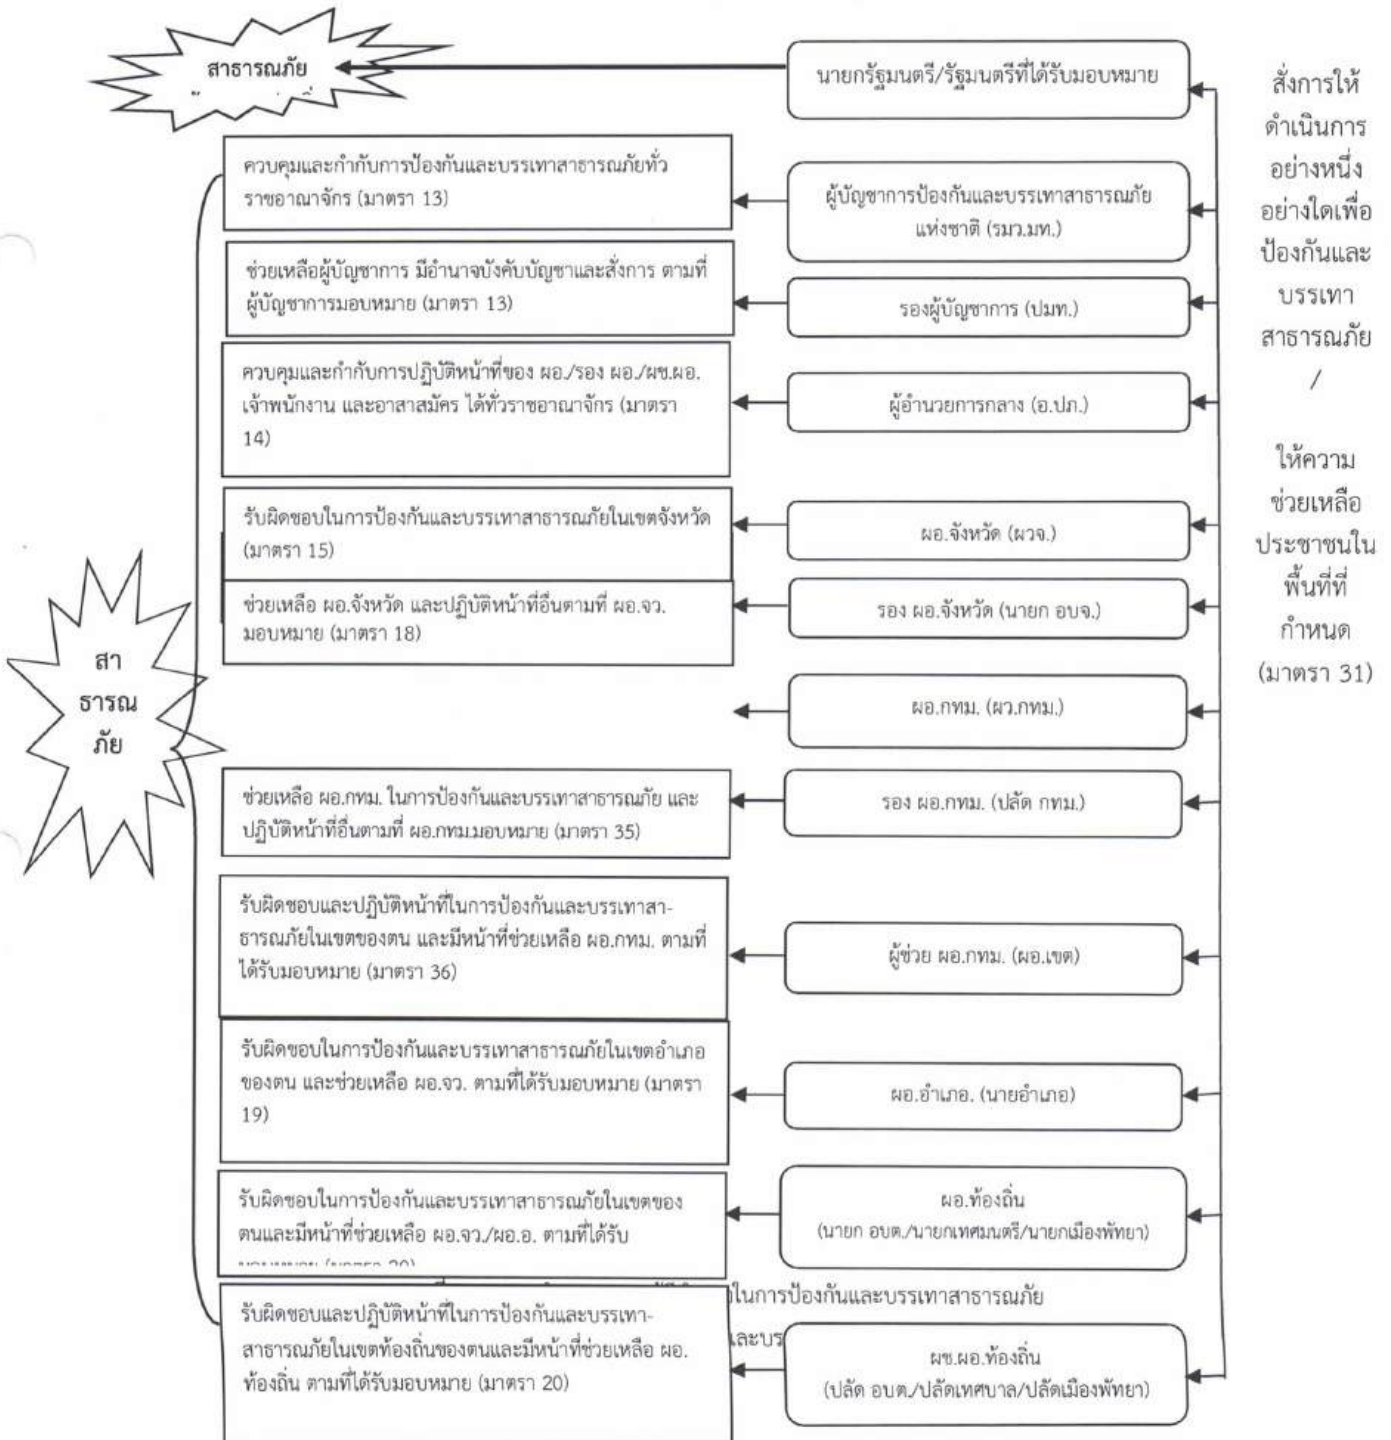 สาธารณภัย
นายกรัฐมนตรี/รัฐมนตรีที่ได้รับมอบหมาย
ควบคุมและกำกับการป้องกันและบรรเทาสาธารณภัยทั่ว
ราชอาณาจักร (มาตรา 13)
ผู้บัญชาการป้องกันและบรรเทาสาธารณภัย
แห่งชาติ (รมว.มท.)
ช่วยเหลือผู้บัญชาการ มีอำนาจบังคับบัญชาและสั่งการ ตามที่
ผู้บัญชาการมอบหมาย (มาตรา 13)
รองผู้บัญชาการ (ปมท.)
ควบคุมและกำกับการปฏิบัติหน้าที่ของ ผอ./รอง ผอ./ผช.ผอ.
เจ้าพนักงาน และอาสาสมัคร ได้ทั่วราชอาณาจักร (มาตรา
14)
ผู้อำนวยการกลาง (อ.ปภ.)
รับผิดชอบในการป้องกันและบรรเทาสาธารณภัยในเขตจังหวัด
(มาตรา 15)
ผอ.จังหวัด (ผวจ.)
ช่วยเหลือ ผอ.จังหวัด และปฏิบัติหน้าที่อื่นตามที่ ผอ.จว.
มอบหมาย (มาตรา 18)
รอง ผอ.จังหวัด (นายก อบจ.)
ผอ.กทม. (ผว.กทม.)
ช่วยเหลือ ผอ.กทม. ในการป้องกันและบรรเทาสาธารณภัย และ
ปฏิบัติหน้าที่อื่นตามที่ ผอ.กทม.มอบหมาย (มาตรา 35)
รอง ผอ.กทม. (ปลัด กทม.)
รับผิดชอบและปฏิบัติหน้าที่ในการป้องกันและบรรเทาสา-
ธารณภัยในเขตของตน และมีหน้าที่ช่วยเหลือ ผอ.กทม. ตามที่
ได้รับมอบหมาย (มาตรา 36)
ผู้ช่วย ผอ.กทม. (ผอ.เขต)
รับผิดชอบในการป้องกันและบรรเทาสาธารณภัยในเขตอำเภอ
ของตน และช่วยเหลือ ผอ.จว. ตามที่ได้รับมอบหมาย (มาตรา
19)
ผอ.อำเภอ. (นายอำเภอ)
รับผิดชอบในการป้องกันและบรรเทาสาธารณภัยในเขตของ
ตนและมีหน้าที่ช่วยเหลือ ผอ.จว./ผอ.อ. ตามที่ได้รับ
ผอ.ท้องถิ่น
(นายก อบต./นายกเทศมนตรี/นายกเมืองพัทยา)
ในการป้องกันและบรรเทาสาธารณภัย
รับผิดชอบและปฏิบัติหน้าที่ในการป้องกันและบรรเทา-
สาธารณภัยในเขตท้องถิ่นของตนและมีหน้าที่ช่วยเหลือ ผอ.
ท้องถิ่น ตามที่ได้รับมอบหมาย (มาตรา 20)
ผช.ผอ.ท้องถิ่น
(ปลัด อบต./ปลัดเทศบาล/ปลัดเมืองพัทยา)
สา
ธารณ
ภัย
สั่งการให้
ดำเนินการ
อย่างหนึ่ง
อย่างใดเพื่อ
ป้องกันและ
บรรเทา
สาธารณภัย
/
ให้ความ
ช่วยเหลือ
ประชาชนใน
พื้นที่ที่
กำหนด
(มาตรา 31)